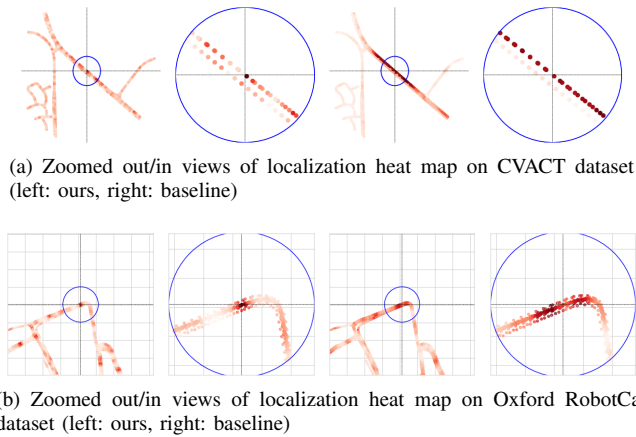 (a) Zoomed out/in views of localization heat map on CVACT dataset
(left: ours, right: baseline)
(b) Zoomed out/in views of localization heat map on Oxford RobotCa
dataset (left: ours, right: baseline)